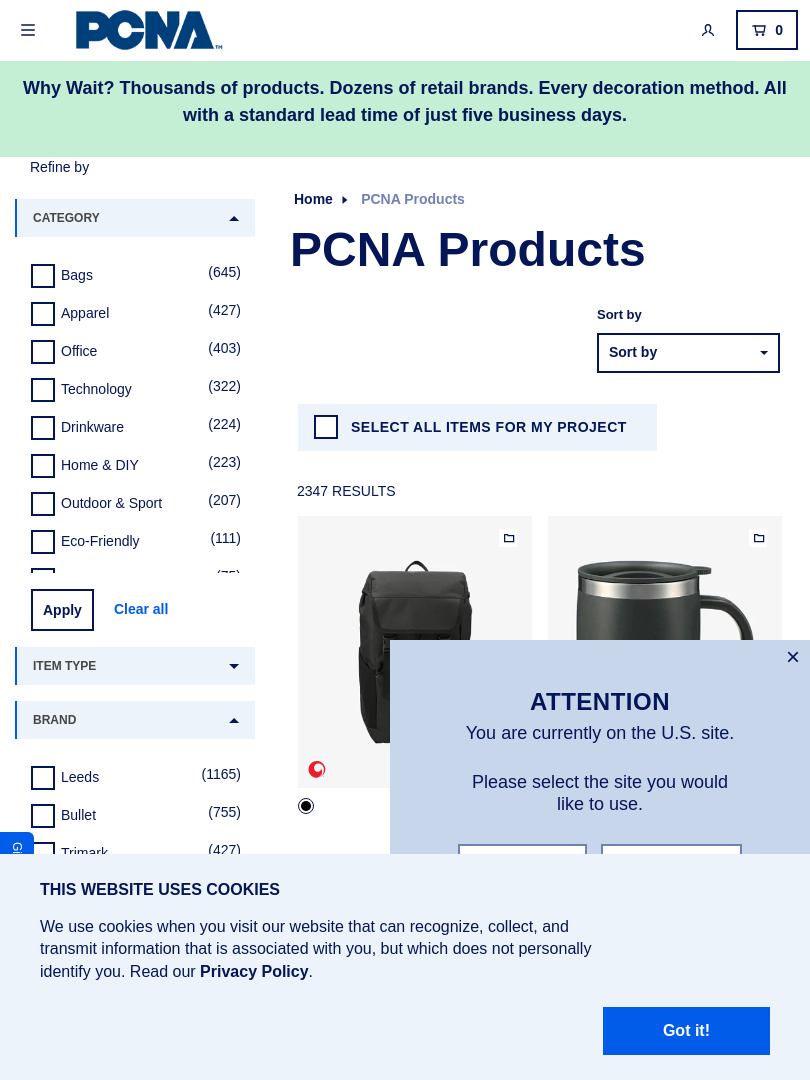 PCNA™
0
Why Wait? Thousands of products. Dozens of retail brands. Every decoration method. All
with a standard lead time of just five business days.
Refine by
CATEGORY
Bags (645)
Apparel (427)
Office (403)
Technology (322)
Drinkware (224)
Home & DIY (223)
Outdoor & Sport (207)
Eco-Friendly (111)
(75)
Apply
Clear all
ITEM TYPE
BRAND
Leeds (1165)
Bullet (755)
Trimark (427)
Home
PCNA Products
PCNA Products
Sort by
Sort by
SELECT ALL ITEMS FOR MY PROJECT
2347 RESULTS
ATTENTION
You are currently on the U.S. site.
Please select the site you would
like to use.
THIS WEBSITE USES COOKIES
We use cookies when you visit our website that can recognize, collect, and
transmit information that is associated with you, but which does not personally
identify you. Read our Privacy Policy.
Got it!